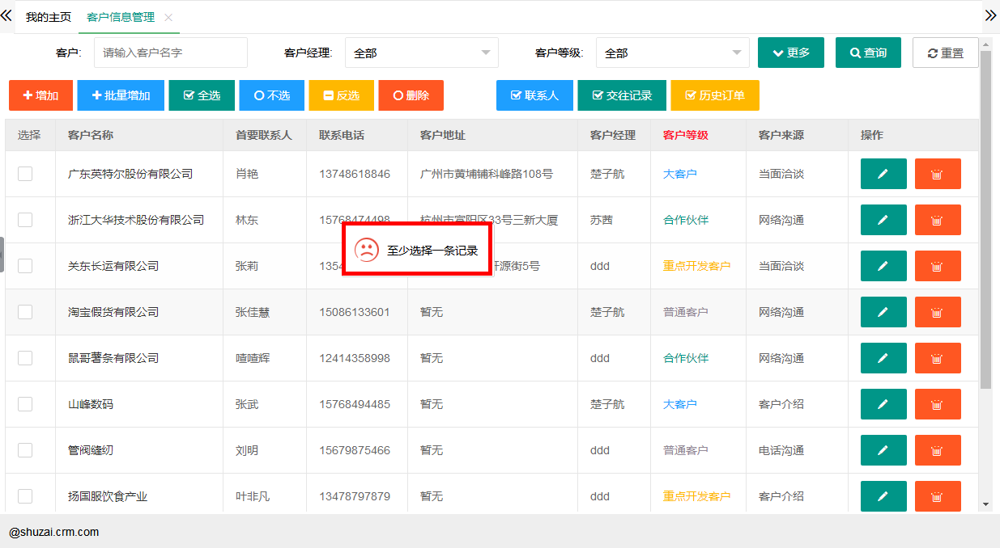 我的主页 客户信息管理
客户: 请输入客户名字 客户经理: 全部 客户等级: 全部 更多 查询 重置
增加 批量增加 全选 不选 反选 删除 联系人 交往记录 历史订单
选择 客户名称 首要联系人 联系电话 客户地址 客户经理 客户等级 客户来源 操作
广东英特尔股份有限公司 肖艳 13748618846 广州市黄埔铺科峰路108号 楚子航 大客户 当面洽谈
浙江大华技术股份有限公司 林东 15768474498 杭州市富阳区33号三新大厦 苏茜 合作伙伴 网络沟通
至少选择一条记录
关东长运有限公司 张莉 1354 源街5号 ddd 重点开发客户 当面洽谈
淘宝假货有限公司 张佳慧 15086133601 暂无 楚子航 普通客户 网络沟通
鼠哥薯条有限公司 喳喳辉 12414358998 暂无 ddd 合作伙伴 网络沟通
山峰数码 张武 15768494485 暂无 楚子航 大客户 客户介绍
管阀缝纫 刘明 15679875466 暂无 ddd 普通客户 电话沟通
扬国服饮食产业 叶非凡 13478797879 暂无 ddd 重点开发客户 客户介绍
@shuzai.crm.com